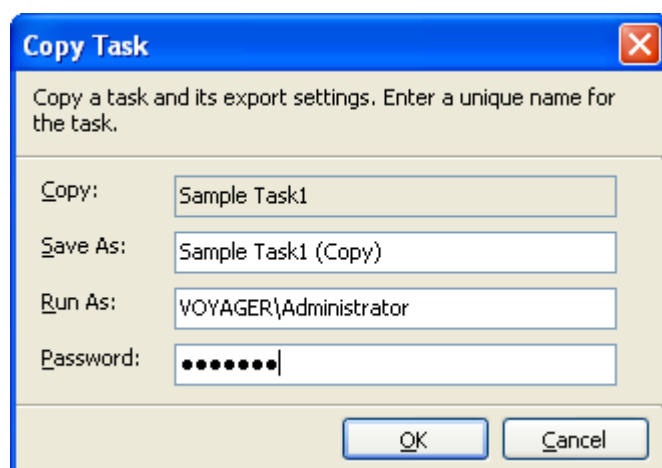 Copy Task
Copy a task and its export settings. Enter a unique name for
the task.
Copy: Sample Task1
Save As: Sample Task1 (Copy)
Run As: VOYAGER\Administrator
Password: ●●●●●●●
OK Cancel